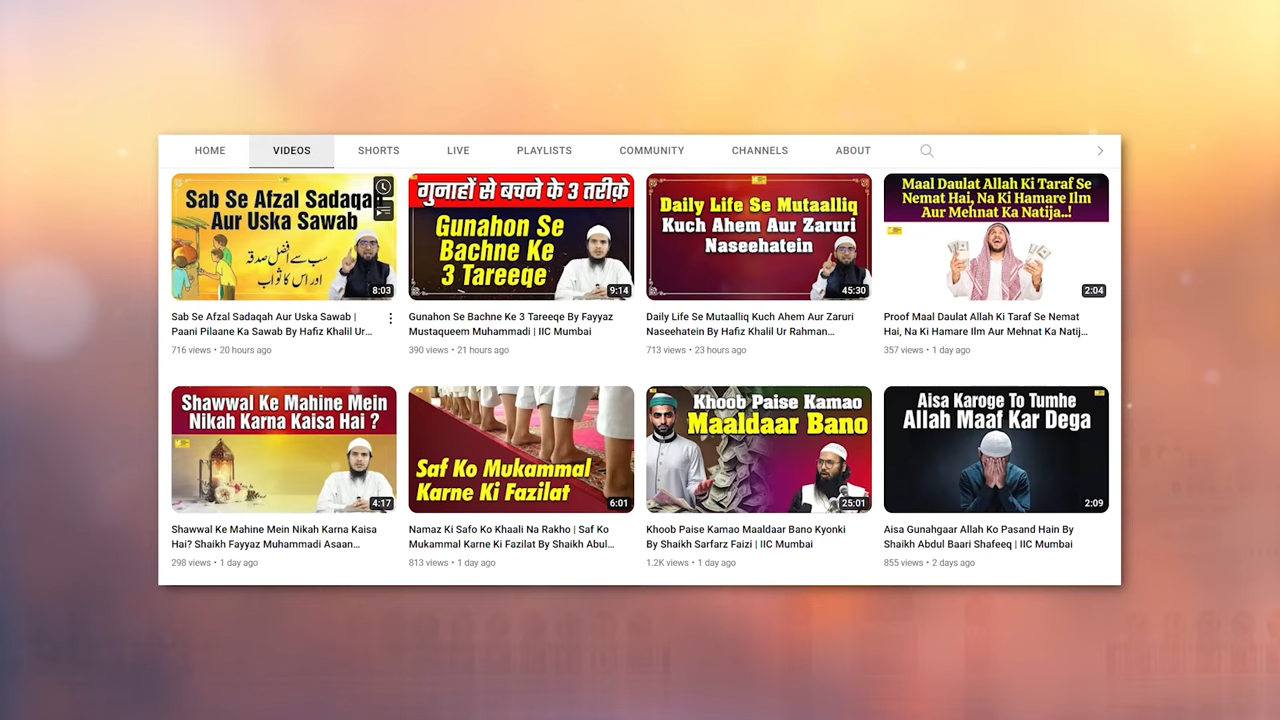 HOME VIDEOS SHORTS LIVE PLAYLISTS COMMUNITY CHANNELS ABOUT
Sab Se Afzal Sadaqah
Aur Uska Sawab
سب سے افضل صدقہ
اور اس کا ثواب
8:03
Sab Se Afzal Sadaqah Aur Uska Sawab |
Paani Pilaane Ka Sawab By Hafiz Khalil Ur...
716 views • 20 hours ago
गुनाहों से बचने के 3 तरीक़े
Gunahon Se
Bachne Ke
3 Tareeqe
9:14
Gunahon Se Bachne Ke 3 Tareeqe By Fayyaz
Mustaqueem Muhammadi | IIC Mumbai
390 views • 21 hours ago
Daily Life Se Mutaalliq
Kuch Ahem Aur Zaruri
Naseehatein
45:30
Daily Life Se Mutaalliq Kuch Ahem Aur Zaruri
Naseehatein By Hafiz Khalil Ur Rahman...
713 views • 23 hours ago
Maal Daulat Allah Ki Taraf Se
Nemat Hai, Na Ki Hamare Ilm
Aur Mehnat Ka Natija..!
2:04
Proof Maal Daulat Allah Ki Taraf Se Nemat
Hai, Na Ki Hamare Ilm Aur Mehnat Ka Natij...
357 views • 1 day ago
Shawwal Ke Mahine Mein
Nikah Karna Kaisa Hai ?
4:17
Shawwal Ke Mahine Mein Nikah Karna Kaisa
Hai? Shaikh Fayyaz Muhammadi Asaan...
298 views • 1 day ago
Saf Ko Mukammal
Karne Ki Fazilat
6:01
Namaz Ki Safo Ko Khaali Na Rakho | Saf Ko
Mukammal Karne Ki Fazilat By Shaikh Abul...
813 views • 1 day ago
Khoob Paise Kamao
Maaldaar Bano
25:01
Khoob Paise Kamao Maaldaar Bano Kyonki
By Shaikh Sarfarz Faizi | IIC Mumbai
1.2K views • 1 day ago
Aisa Karoge To Tumhe
Allah Maaf Kar Dega
2:09
Aisa Gunahgaar Allah Ko Pasand Hain By
Shaikh Abdul Baari Shafeeq | IIC Mumbai
855 views • 2 days ago